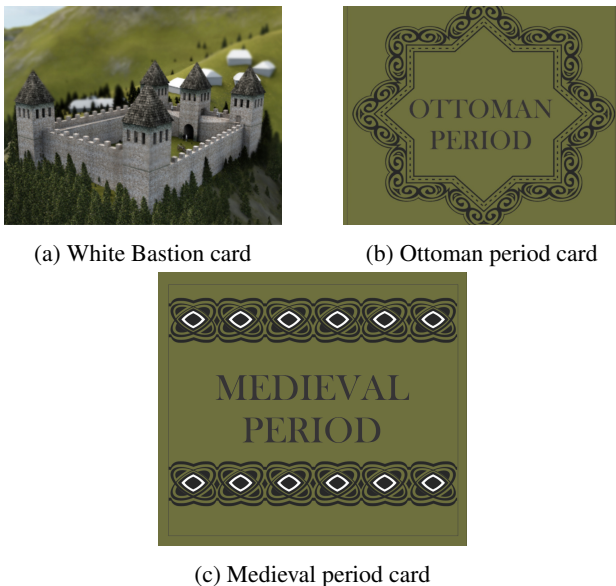 OTTOMAN
PERIOD
(a) White Bastion card
(b) Ottoman period card
MEDIEVAL
PERIOD
(c) Medieval period card